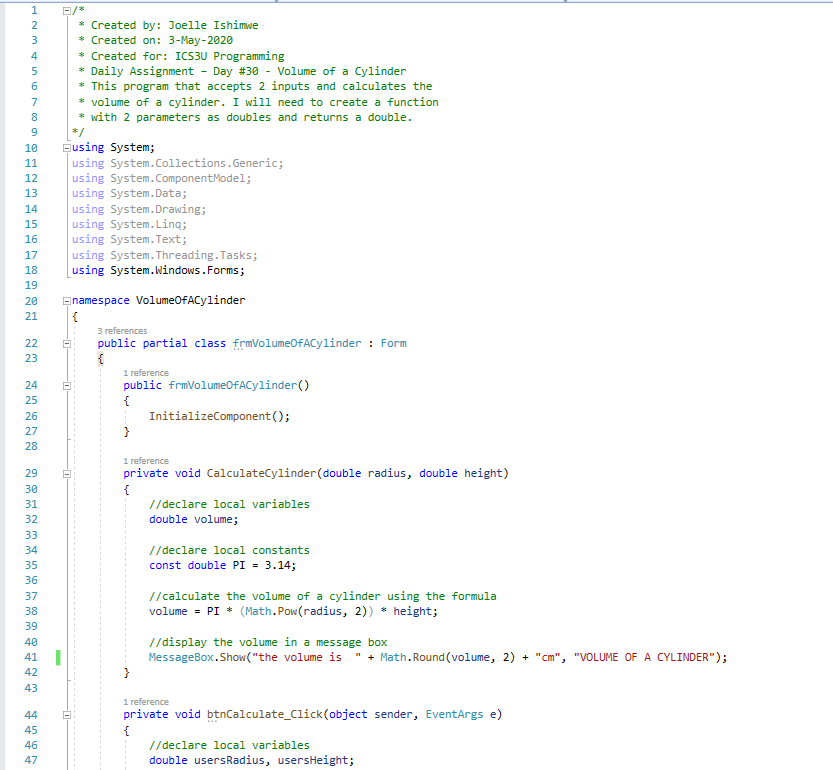 1 /*
2 * Created by: Joelle Ishimwe
3 * Created on: 3-May-2020
4 * Created for: ICS3U Programming
5 * Daily Assignment – Day #30 - Volume of a Cylinder
6 * This program that accepts 2 inputs and calculates the
7 * volume of a cylinder. I will need to create a function
8 * with 2 parameters as doubles and returns a double.
9 */
10 using System;
11 using System.Collections.Generic;
12 using System.ComponentModel;
13 using System.Data;
14 using System.Drawing;
15 using System.Linq;
16 using System.Text;
17 using System.Threading.Tasks;
18 using System.Windows.Forms;
19
20 namespace VolumeOfACylinder
21 {
3 references
22 public partial class frmVolumeOfACylinder : Form
23 {
1 reference
24 public frmVolumeOfACylinder()
25 {
26 InitializeComponent();
27 }
28
1 reference
29 private void CalculateCylinder(double radius, double height)
30 {
31 //declare local variables
32 double volume;
33
34 //declare local constants
35 const double PI = 3.14;
36
37 //calculate the volume of a cylinder using the formula
38 volume = PI * (Math.Pow(radius, 2)) * height;
39
40 //display the volume in a message box
41 MessageBox.Show("the volume is  " + Math.Round(volume, 2) + "cm", "VOLUME OF A CYLINDER");
42 }
43
1 reference
44 private void btnCalculate_Click(object sender, EventArgs e)
45 {
46 //declare local variables
47 double usersRadius, usersHeight;